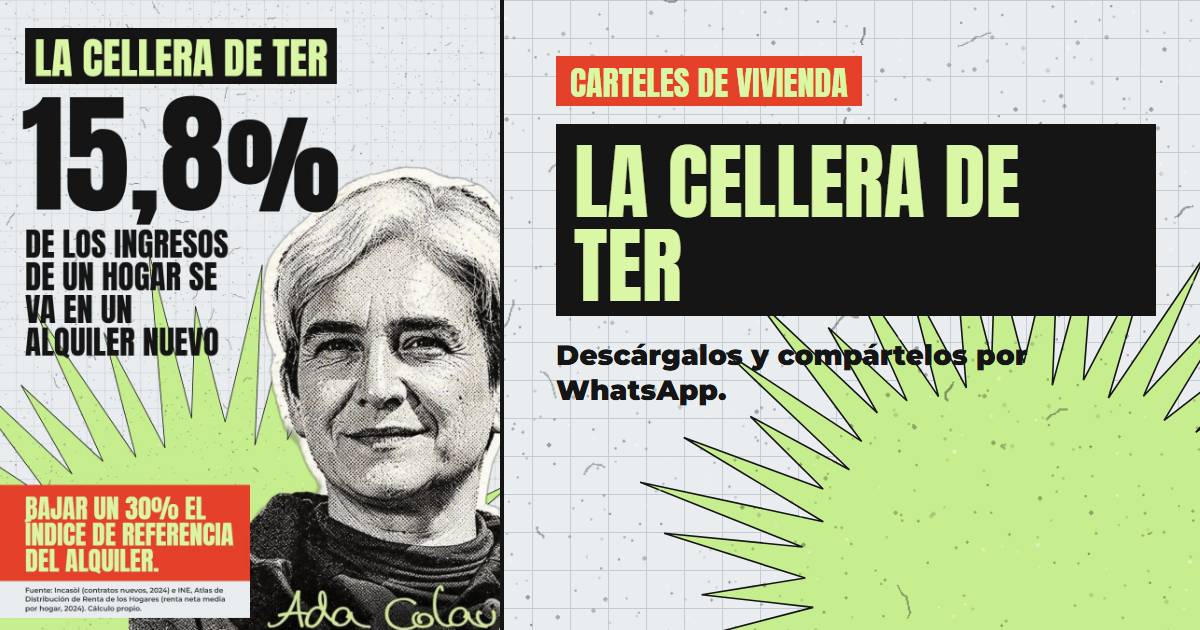 LA CELLERA DE TER
15,8%
DE LOS INGRESOS
DE UN HOGAR SE
VA EN UN
ALQUILER NUEVO
BAJAR UN 30% EL
ÍNDICE DE REFERENCIA
DEL ALQUILER.
Fuente: Incasòl (contratos nuevos, 2024) e INE, Atlas de
Distribución de Renta de los Hogares (renta neta media
por hogar, 2024). Cálculo propio.
Ada Colau
CARTELES DE VIVIENDA
LA CELLERA DE
TER
Descárgalos y compártelos por
WhatsApp.